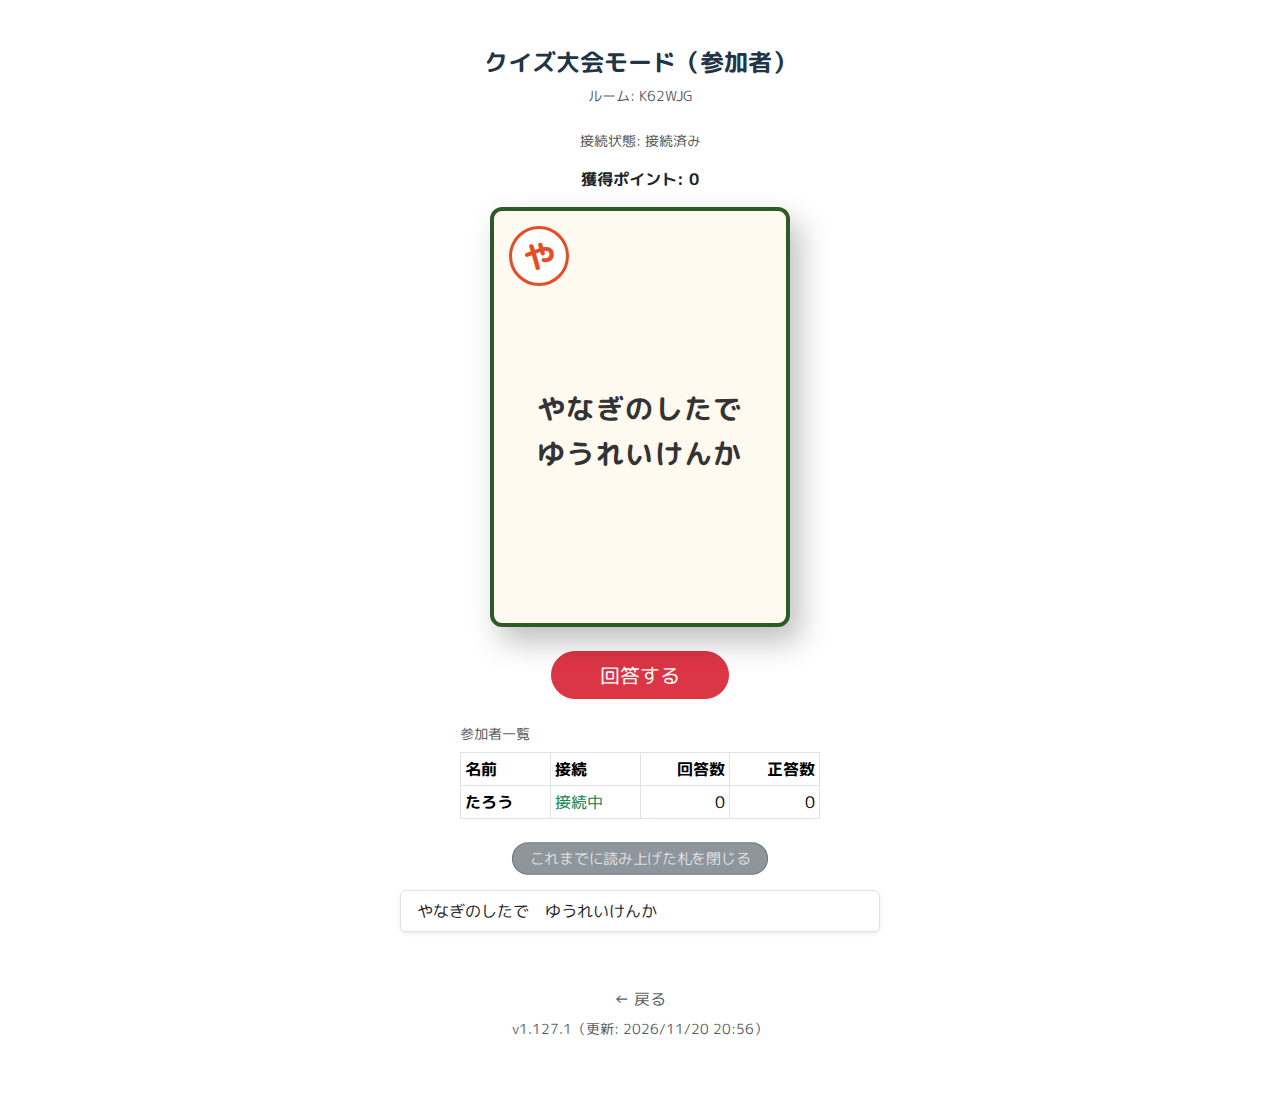 クイズ大会モード（参加者）
ルーム: K62WJG
接続状態: 接続済み
獲得ポイント: 0
や
やなぎのしたで
ゆうれいけんか
回答する
参加者一覧
名前 接続 回答数 正答数
たろう 接続中 0 0
これまでに読み上げた札を閉じる
やなぎのしたで　ゆうれいけんか
← 戻る
v1.127.1（更新: 2026/11/20 20:56）